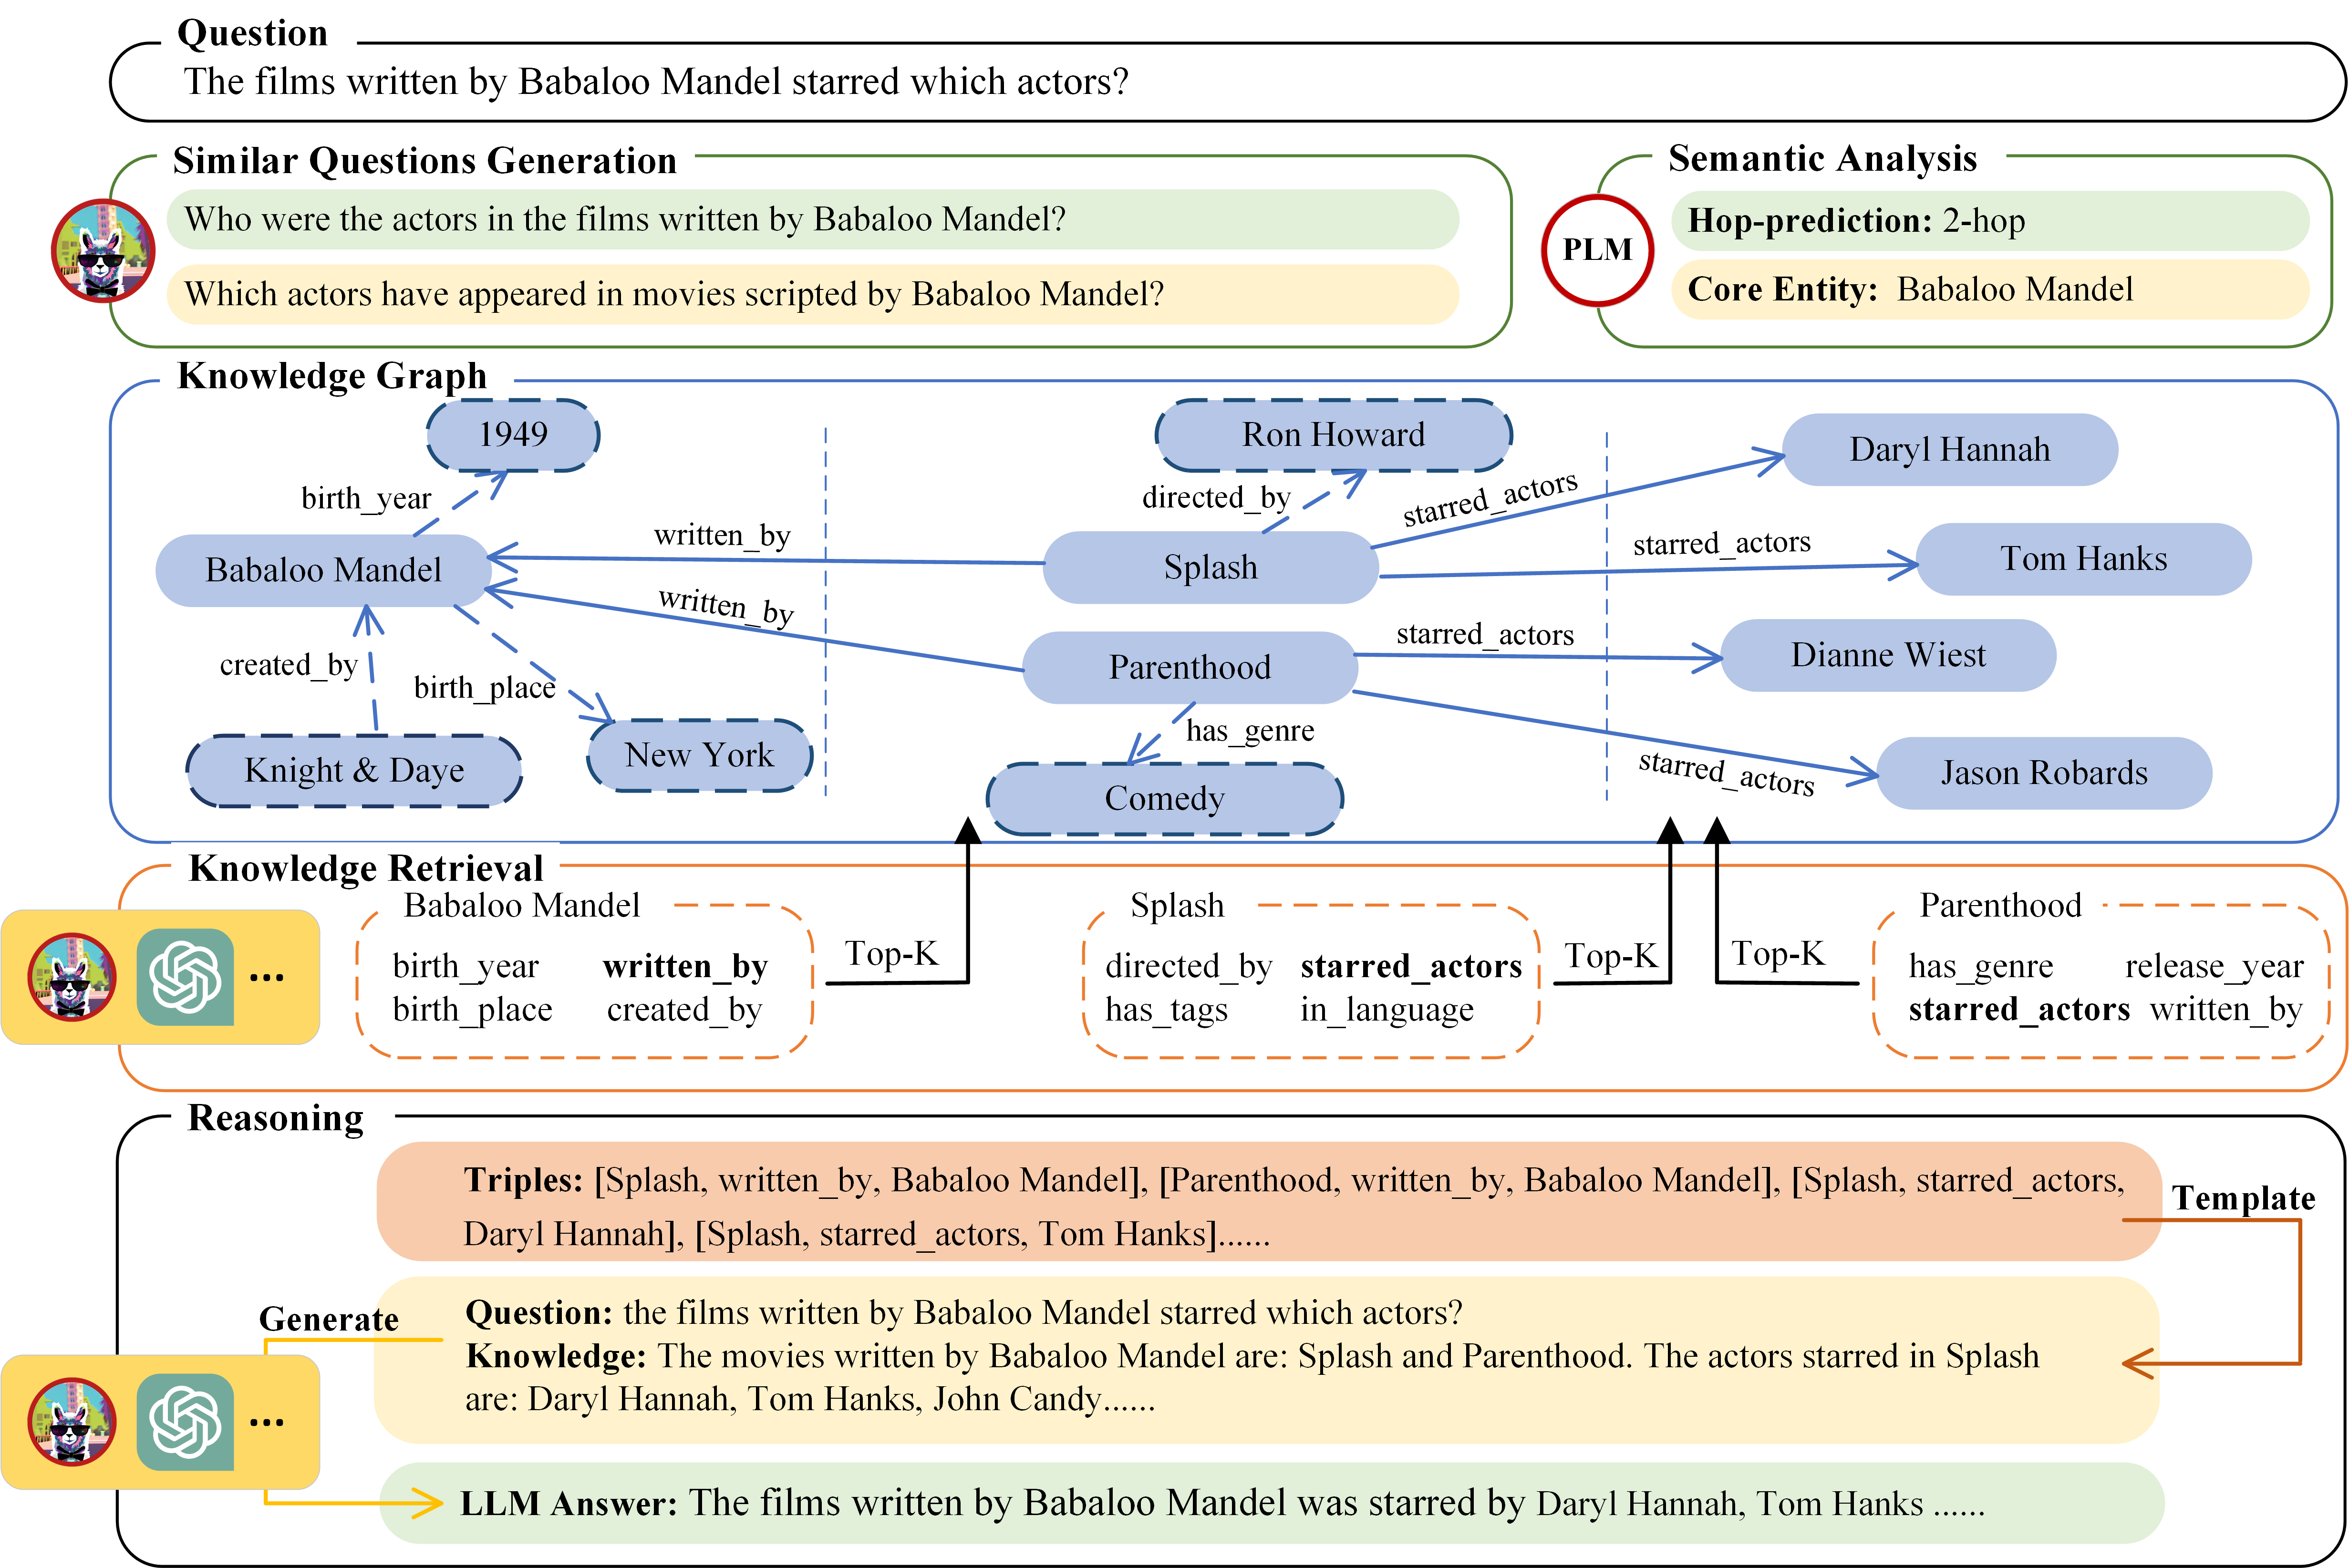 Question
The films written by Babaloo Mandel starred which actors?
Similar Questions Generation
Who were the actors in the films written by Babaloo Mandel?
Which actors have appeared in movies scripted by Babaloo Mandel?
Semantic Analysis
PLM
Hop-prediction: 2-hop
Core Entity: Babaloo Mandel
Knowledge Graph
1949
Ron Howard
Daryl Hannah
birth_year
directed_by
starred_actors
written_by
starred_actors
Babaloo Mandel
Splash
Tom Hanks
written_by
starred_actors
created_by
birth_place
Parenthood
Dianne Wiest
has_genre
starred_actors
Knight & Daye
New York
Comedy
Jason Robards
Knowledge Retrieval
...
Babaloo Mandel
birth_year written_by
birth_place created_by
Top-K
Splash
directed_by starred_actors
has_tags in_language
Top-K
Top-K
Parenthood
has_genre release_year
starred_actors written_by
Reasoning
Triples: [Splash, written_by, Babaloo Mandel], [Parenthood, written_by, Babaloo Mandel], [Splash, starred_actors,
Daryl Hannah], [Splash, starred_actors, Tom Hanks]......
Template
Generate
Question: the films written by Babaloo Mandel starred which actors?
Knowledge: The movies written by Babaloo Mandel are: Splash and Parenthood. The actors starred in Splash
are: Daryl Hannah, Tom Hanks, John Candy......
...
LLM Answer: The films written by Babaloo Mandel was starred by Daryl Hannah, Tom Hanks ......